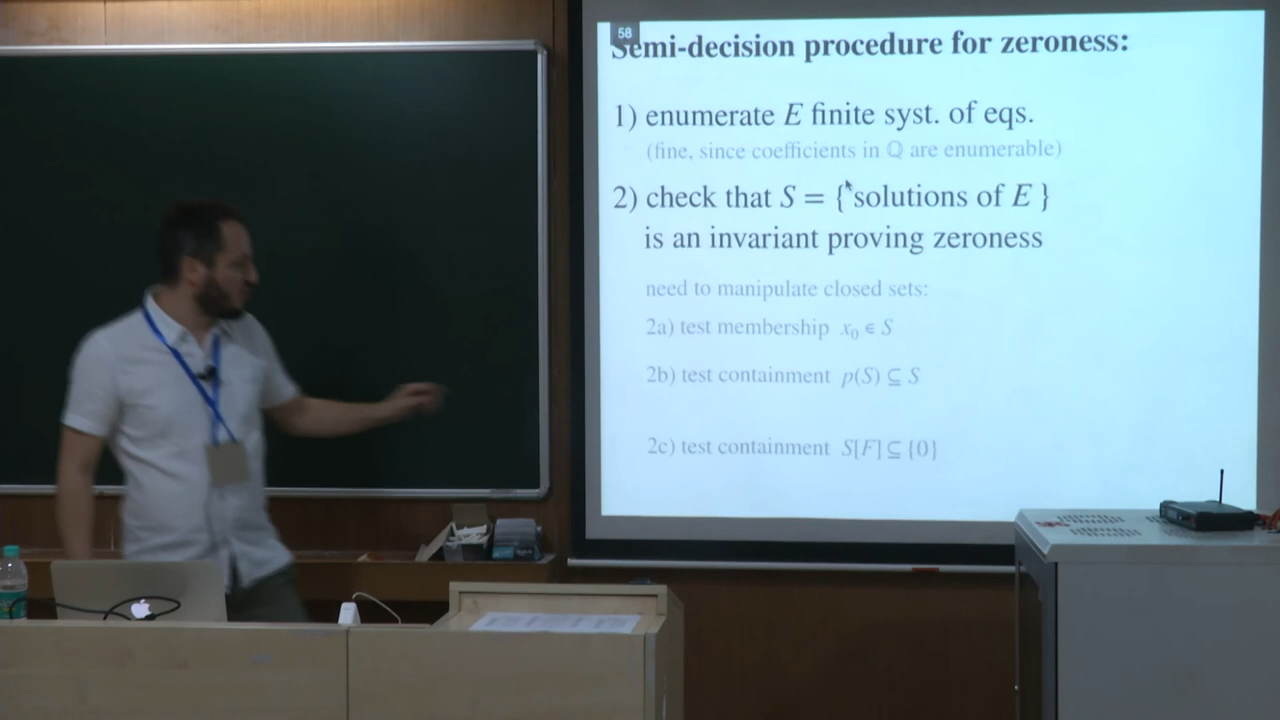 58
Semi-decision procedure for zeroness:
1) enumerate E finite syst. of eqs.
(fine, since coefficients in ℚ are enumerable)
2) check that S = { solutions of E }
is an invariant proving zeroness
need to manipulate closed sets:
2a) test membership x₀ ∈ S
2b) test containment p(S) ⊆ S
2c) test containment S[F] ⊆ {0}